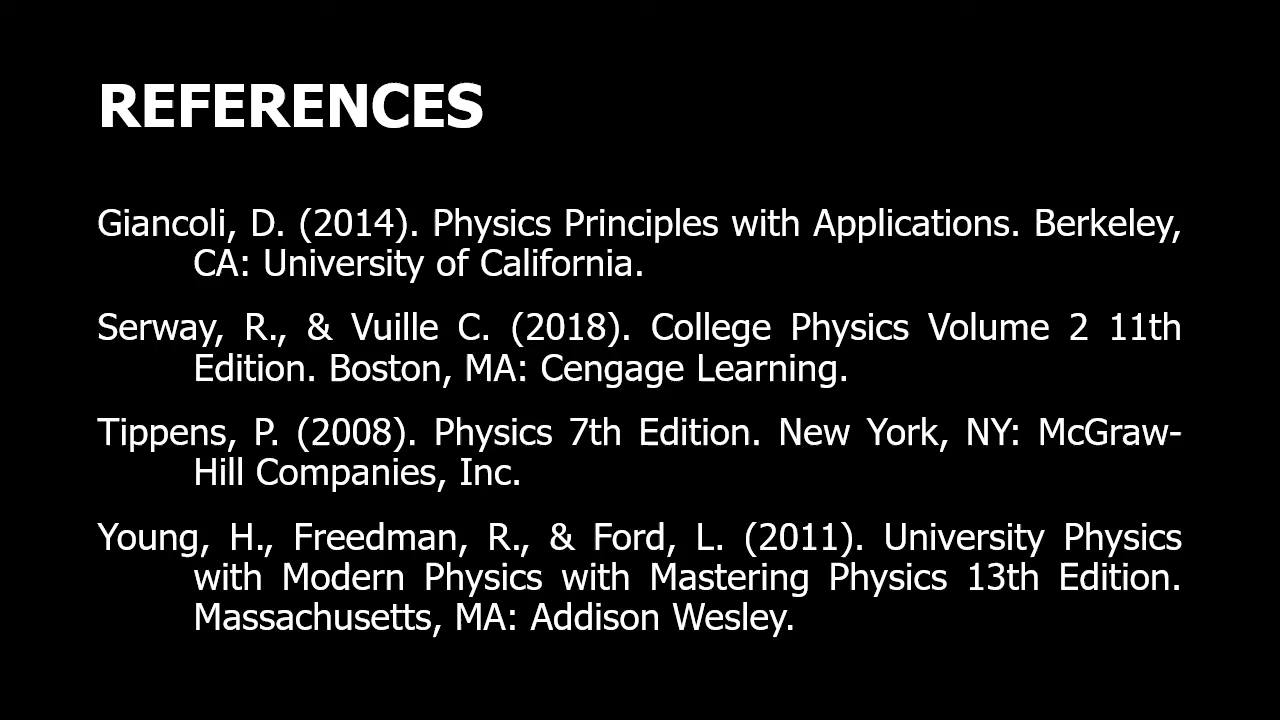 REFERENCES
Giancoli, D. (2014). Physics Principles with Applications. Berkeley,
CA: University of California.
Serway, R., & Vuille C. (2018). College Physics Volume 2 11th
Edition. Boston, MA: Cengage Learning.
Tippens, P. (2008). Physics 7th Edition. New York, NY: McGraw-
Hill Companies, Inc.
Young, H., Freedman, R., & Ford, L. (2011). University Physics
with Modern Physics with Mastering Physics 13th Edition.
Massachusetts, MA: Addison Wesley.